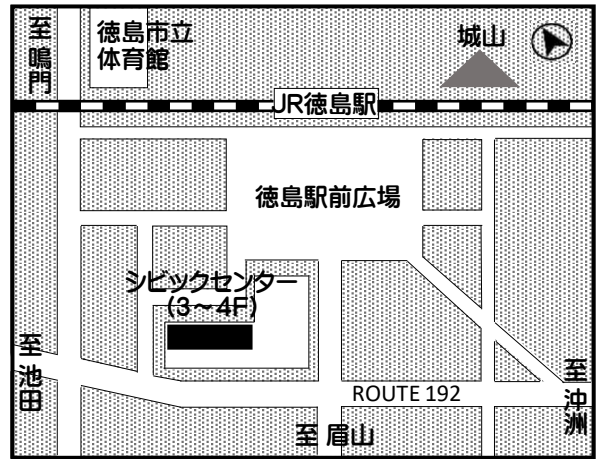 至鳴門
徳島市立
体育館
城山
JR徳島駅
徳島駅前広場
シビックセンター
(3～4F)
至池田
ROUTE 192
至沖洲
至眉山